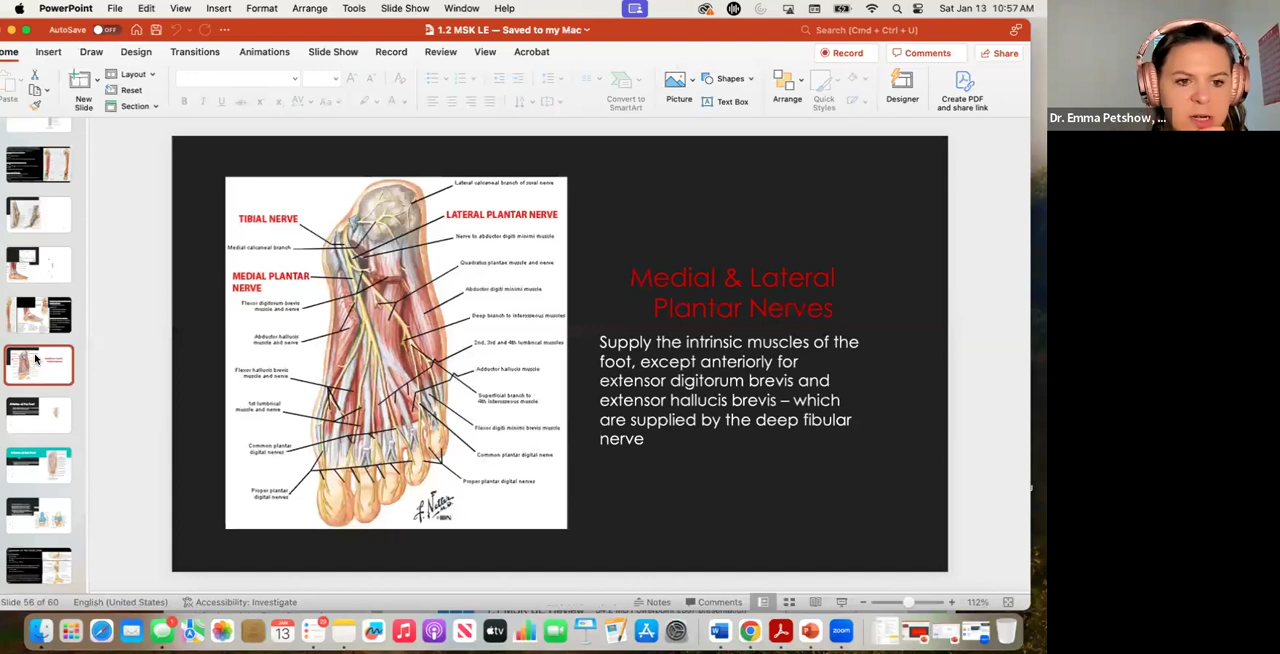 PowerPoint File Edit View Insert Format Arrange Tools Slide Show Window Help Sat Jan 13 10:57 AM
AutoSave OFF 1.2 MSK LE — Saved to my Mac Search (Cmd + Ctrl + U)
ome Insert Draw Design Transitions Animations Slide Show Record Review View Acrobat Record Comments Share
Paste New Slide Layout Reset Section Convert to SmartArt Picture Shapes Text Box Arrange Quick Styles Designer Create PDF and share link
Dr. Emma Petshow, ...
Lateral calcaneal branch of sural nerve
TIBIAL NERVE
LATERAL PLANTAR NERVE
Nerve to abductor digiti minimi muscle
Medial calcaneal branch
Quadratus plantae muscle and nerve
MEDIAL PLANTAR
NERVE
Abductor digiti minimi muscle
Flexor digitorum brevis
muscle and nerve
Deep branch to interosseous muscles
Abductor hallucis
muscle and nerve
2nd, 3rd and 4th lumbrical muscles
Adductor hallucis muscle
Flexor hallucis brevis
muscle and nerve
Superficial branch to
4th interosseous muscle
1st lumbrical
muscle and nerve
Flexor digiti minimi brevis muscle
Common plantar
digital nerves
Common plantar digital nerve
Proper plantar digital nerves
Proper plantar
digital nerves
Medial & Lateral
Plantar Nerves
Supply the intrinsic muscles of the
foot, except anteriorly for
extensor digitorum brevis and
extensor hallucis brevis – which
are supplied by the deep fibular
nerve
Slide 56 of 60 English (United States) Accessibility: Investigate Notes Comments 112%
JAN
13
tv
zoom